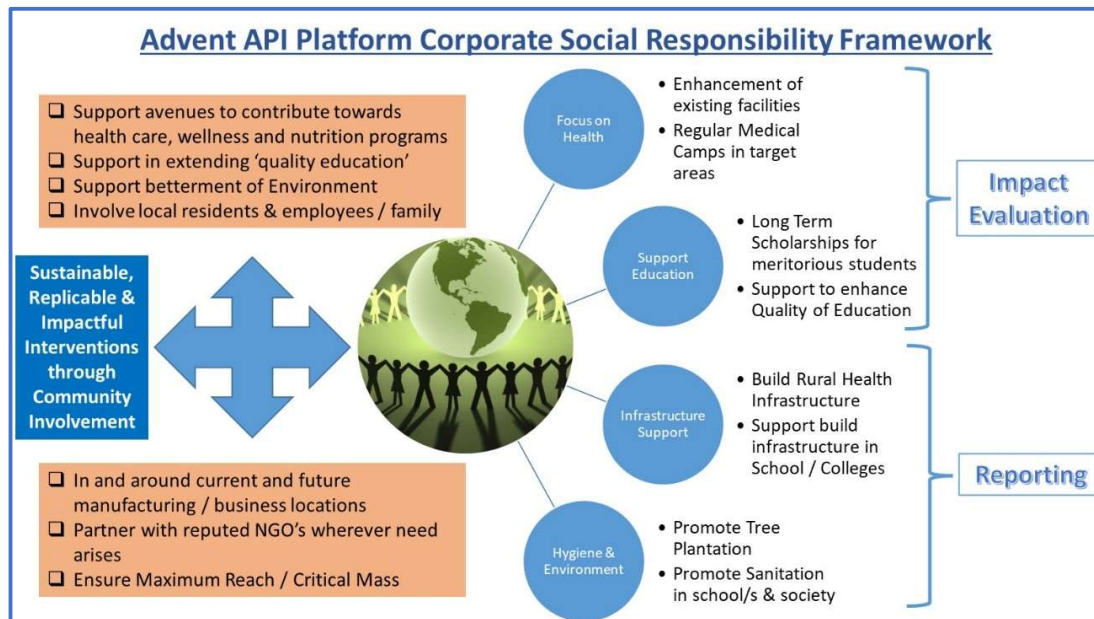 Advent API Platform Corporate Social Responsibility Framework
❑ Support avenues to contribute towards
health care, wellness and nutrition programs
❑ Support in extending ‘quality education’
❑ Support betterment of Environment
❑ Involve local residents & employees / family
Sustainable,
Replicable &
Impactful
Interventions
through
Community
Involvement
❑ In and around current and future
manufacturing / business locations
❑ Partner with reputed NGO’s wherever need
arises
❑ Ensure Maximum Reach / Critical Mass
Focus on
Health
• Enhancement of
existing facilities
• Regular Medical
Camps in target
areas
Support
Education
• Long Term
Scholarships for
meritorious students
• Support to enhance
Quality of Education
Infrastructure
Support
• Build Rural Health
Infrastructure
• Support build
infrastructure in
School / Colleges
Hygiene &
Environment
• Promote Tree
Plantation
• Promote Sanitation
in school/s & society
Impact
Evaluation
Reporting